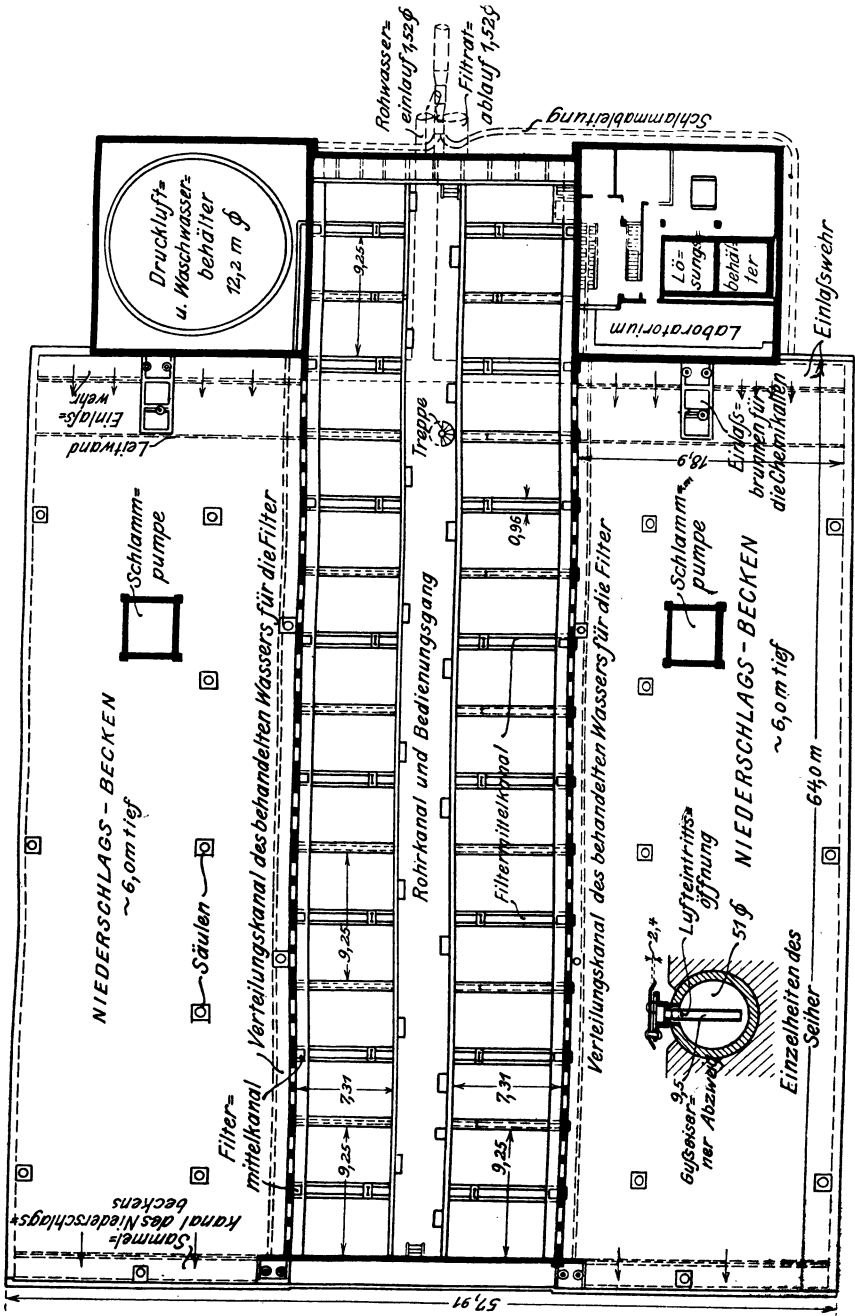 Rohwasser=
einlauf 1,52φ
Filtrat=
ablauf 1,52φ
Schlammableitung
Druckluft=
u. Waschwasser=
behälter
12,2 m φ
Lö=
sungs=
behäl=
ter
Laboratorium
Einlaßwehr
Einlaß=
wehr
Leitwand
9,25
Treppe
Einlaß=
brunnen für
die Chemikalien
18,9
0,96
Schlamm=
pumpe
Schlamm=
pumpe
NIEDERSCHLAGS-BECKEN
~6,0m tief
Säulen
Verteilungskanal des behandelten Wassers für die Filter
Rohrkanal und Bedienungsgang
Filtermittelkanal
Verteilungskanal des behandelten Wassers für die Filter
NIEDERSCHLAGS-BECKEN
~6,0m tief
64,0 m
9,25
Filter=
mittelkanal
7,31
7,31
9,25
9,25
Lufteintritts=
öffnung
2,4
51φ
9,5
Gußeiser=
ner Abzweig
Einzelheiten des
Seiher
Sammel=
kanal des Niederschlags=
beckens
57,91